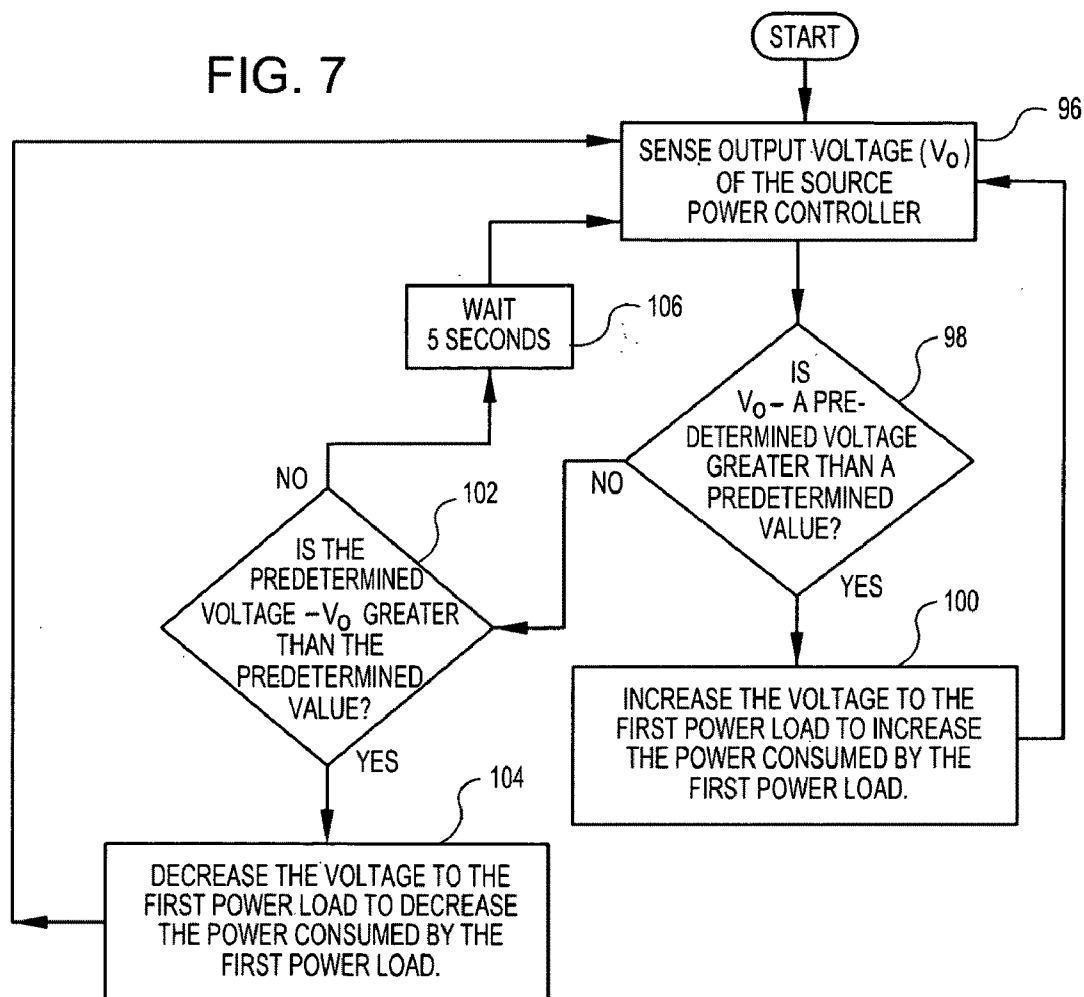 FIG. 7
START
96
SENSE OUTPUT VOLTAGE (Vo)
OF THE SOURCE
POWER CONTROLLER
WAIT
5 SECONDS
106
98
IS
Vo – A PRE-
DETERMINED VOLTAGE
GREATER THAN A
PREDETERMINED
VALUE?
NO
YES
NO
102
IS THE
PREDETERMINED
VOLTAGE –Vo GREATER
THAN THE
PREDETERMINED
VALUE?
YES
100
INCREASE THE VOLTAGE TO THE
FIRST POWER LOAD TO INCREASE
THE POWER CONSUMED BY THE
FIRST POWER LOAD.
104
DECREASE THE VOLTAGE TO THE
FIRST POWER LOAD TO DECREASE
THE POWER CONSUMED BY THE
FIRST POWER LOAD.